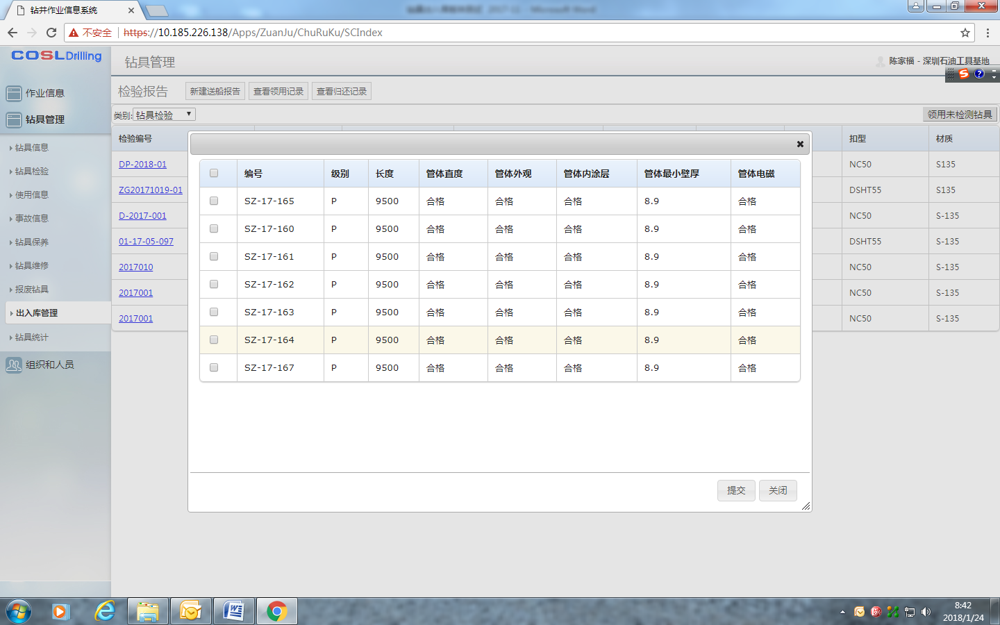 钻井作业信息系统
不安全 https://10.185.226.138/Apps/ZuanJu/ChuRuKu/SCIndex
COSL Drilling
钻具管理
陈家福 - 深圳石油工具基地
作业信息
钻具管理
钻具信息
钻具检验
使用信息
事故信息
钻具保养
钻具维修
报废钻具
出入库管理
钻具统计
组织和人员
检验报告 新建送船报告 查看领用记录 查看归还记录
类别: 钻具检验 领用未检测钻具
检验编号 扣型 材质
DP-2018-01 NC50 S135
ZG20171019-01 DSHT55 S135
D-2017-001 NC50 S-135
01-17-05-097 DSHT55 S-135
2017010 NC50 S-135
2017001 NC50 S-135
2017001 NC50 S-135
编号 级别 长度 管体直度 管体外观 管体内涂层 管体最小壁厚 管体电磁
SZ-17-165 P 9500 合格 合格 合格 8.9 合格
SZ-17-160 P 9500 合格 合格 合格 8.9 合格
SZ-17-161 P 9500 合格 合格 合格 8.9 合格
SZ-17-162 P 9500 合格 合格 合格 8.9 合格
SZ-17-163 P 9500 合格 合格 合格 8.9 合格
SZ-17-164 P 9500 合格 合格 合格 8.9 合格
SZ-17-167 P 9500 合格 合格 合格 8.9 合格
提交 关闭
8:42
2018/1/24